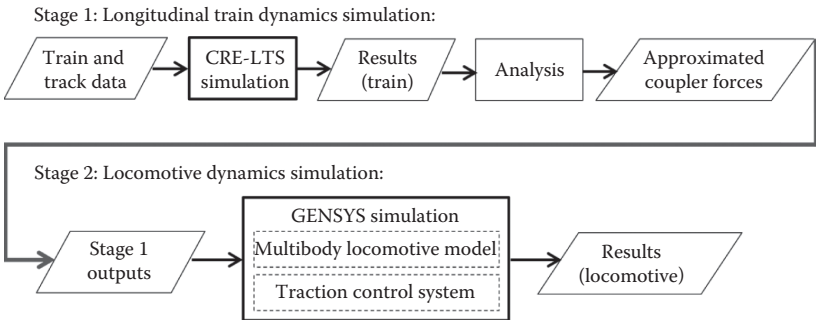 Stage 1: Longitudinal train dynamics simulation:
Train and
track data
CRE-LTS
simulation
Results
(train)
Analysis
Approximated
coupler forces
Stage 2: Locomotive dynamics simulation:
Stage 1
outputs
GENSYS simulation
Multibody locomotive model
Traction control system
Results
(locomotive)